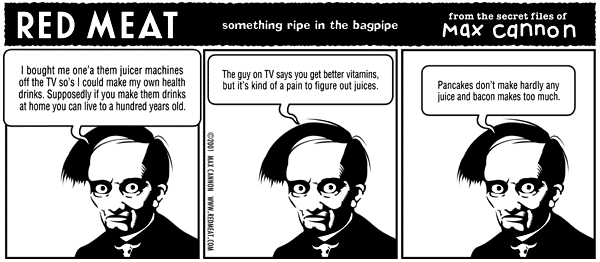 RED MEAT
something ripe in the bagpipe
from the secret files of
Max cannon
I bought me one'a them juicer machines
off the TV so's I could make my own health
drinks. Supposedly if you make them drinks
at home you can live to a hundred years old.
©2001 MAX CANNON WWW.REDMEAT.COM
The guy on TV says you get better vitamins,
but it's kind of a pain to figure out juices.
Pancakes don't make hardly any
juice and bacon makes too much.